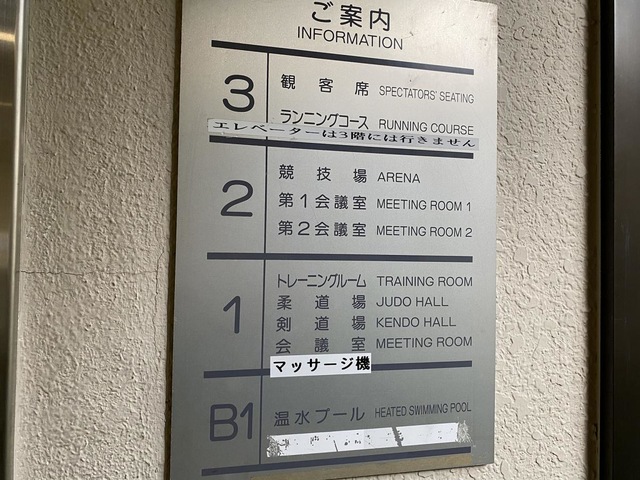 ご案内
INFORMATION
3
観客席 SPECTATORS' SEATING
ランニングコース RUNNING COURSE
エレベーターは3階には行きません
2
競技場 ARENA
第1会議室 MEETING ROOM 1
第2会議室 MEETING ROOM 2
1
トレーニングルーム TRAINING ROOM
柔道場 JUDO HALL
剣道場 KENDO HALL
会議室 MEETING ROOM
マッサージ機
B1
温水プール HEATED SWIMMING POOL